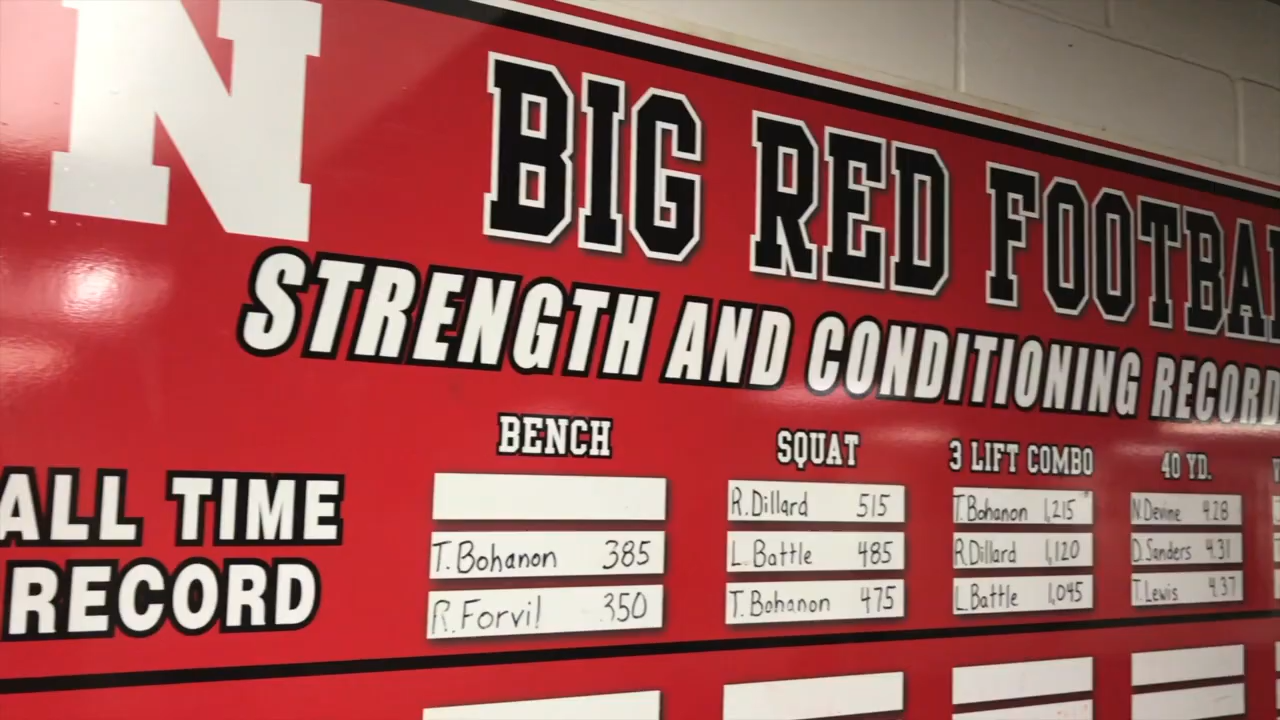 N
BIG RED FOOTBAL
STRENGTH AND CONDITIONING RECORD
BENCH SQUAT 3 LIFT COMBO 40 YD.
ALL TIME
RECORD
R.Dillard 515 T.Bohanon 1,215 N.Devine 4.28
T. Bohanon 385 L.Battle 485 R.Dillard 1,120 D.Sanders 4.31
R.Forvil 350 T. Bohanon 475 L.Battle 1,045 T.Lewis 4.37